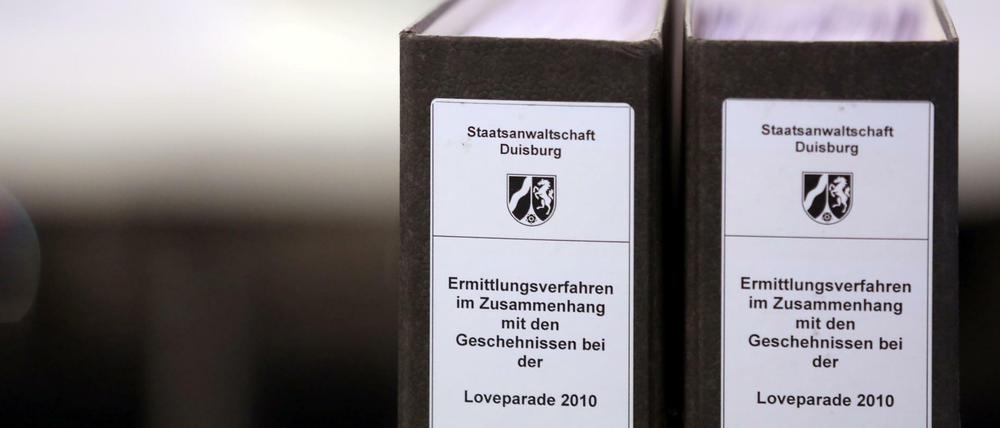 Staatsanwaltschaft
Duisburg
Ermittlungsverfahren
im Zusammenhang
mit den
Geschehnissen bei
der
Loveparade 2010
Staatsanwaltschaft
Duisburg
Ermittlungsverfahren
im Zusammenhang
mit den
Geschehnissen bei
der
Loveparade 2010